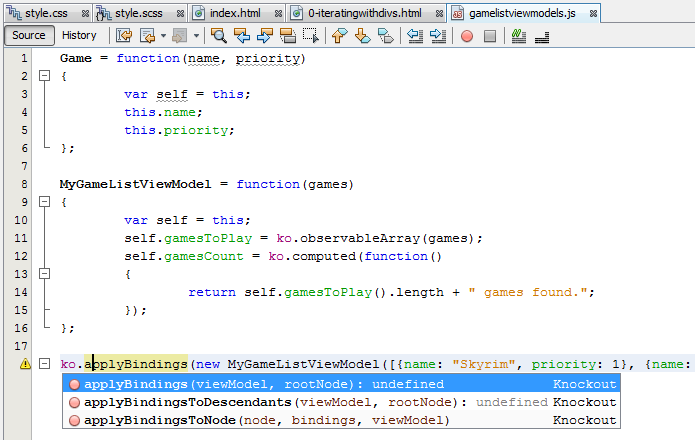 style.css style.scss index.html 0-iteratingwithdivs.html gamelistviewmodels.js
Source History
1 Game = function(name, priority)
2 {
3 var self = this;
4 this.name;
5 this.priority;
6 };
7
8 MyGameListViewModel = function(games)
9 {
10 var self = this;
11 self.gamesToPlay = ko.observableArray(games);
12 self.gamesCount = ko.computed(function()
13 {
14 return self.gamesToPlay().length + " games found.";
15 });
16 };
17
ko.applyBindings(new MyGameListViewModel([{name: "Skyrim", priority: 1}, {name:
applyBindings(viewModel, rootNode): undefined Knockout
applyBindingsToDescendants(viewModel, rootNode): undefined Knockout
applyBindingsToNode(node, bindings, viewModel) Knockout